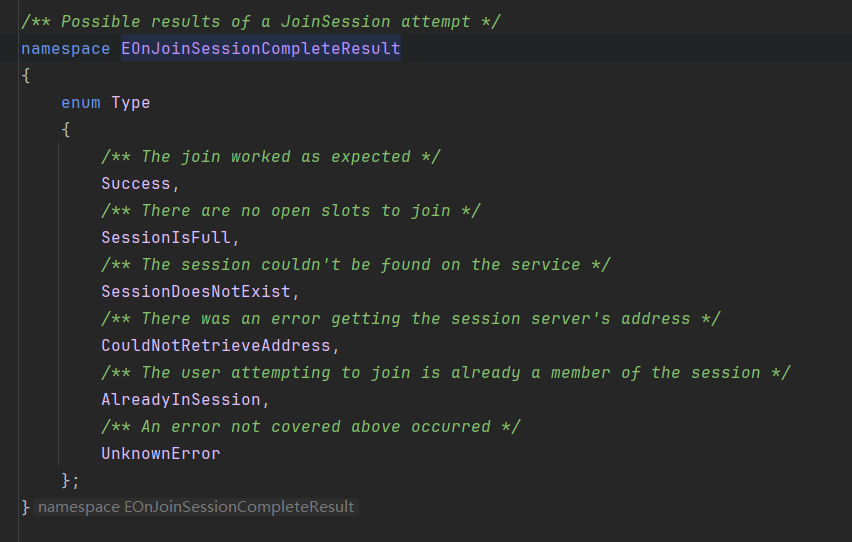 /** Possible results of a JoinSession attempt */
namespace EOnJoinSessionCompleteResult
{
enum Type
{
/** The join worked as expected */
Success,
/** There are no open slots to join */
SessionIsFull,
/** The session couldn't be found on the service */
SessionDoesNotExist,
/** There was an error getting the session server's address */
CouldNotRetrieveAddress,
/** The user attempting to join is already a member of the session */
AlreadyInSession,
/** An error not covered above occurred */
UnknownError
};
} namespace EOnJoinSessionCompleteResult